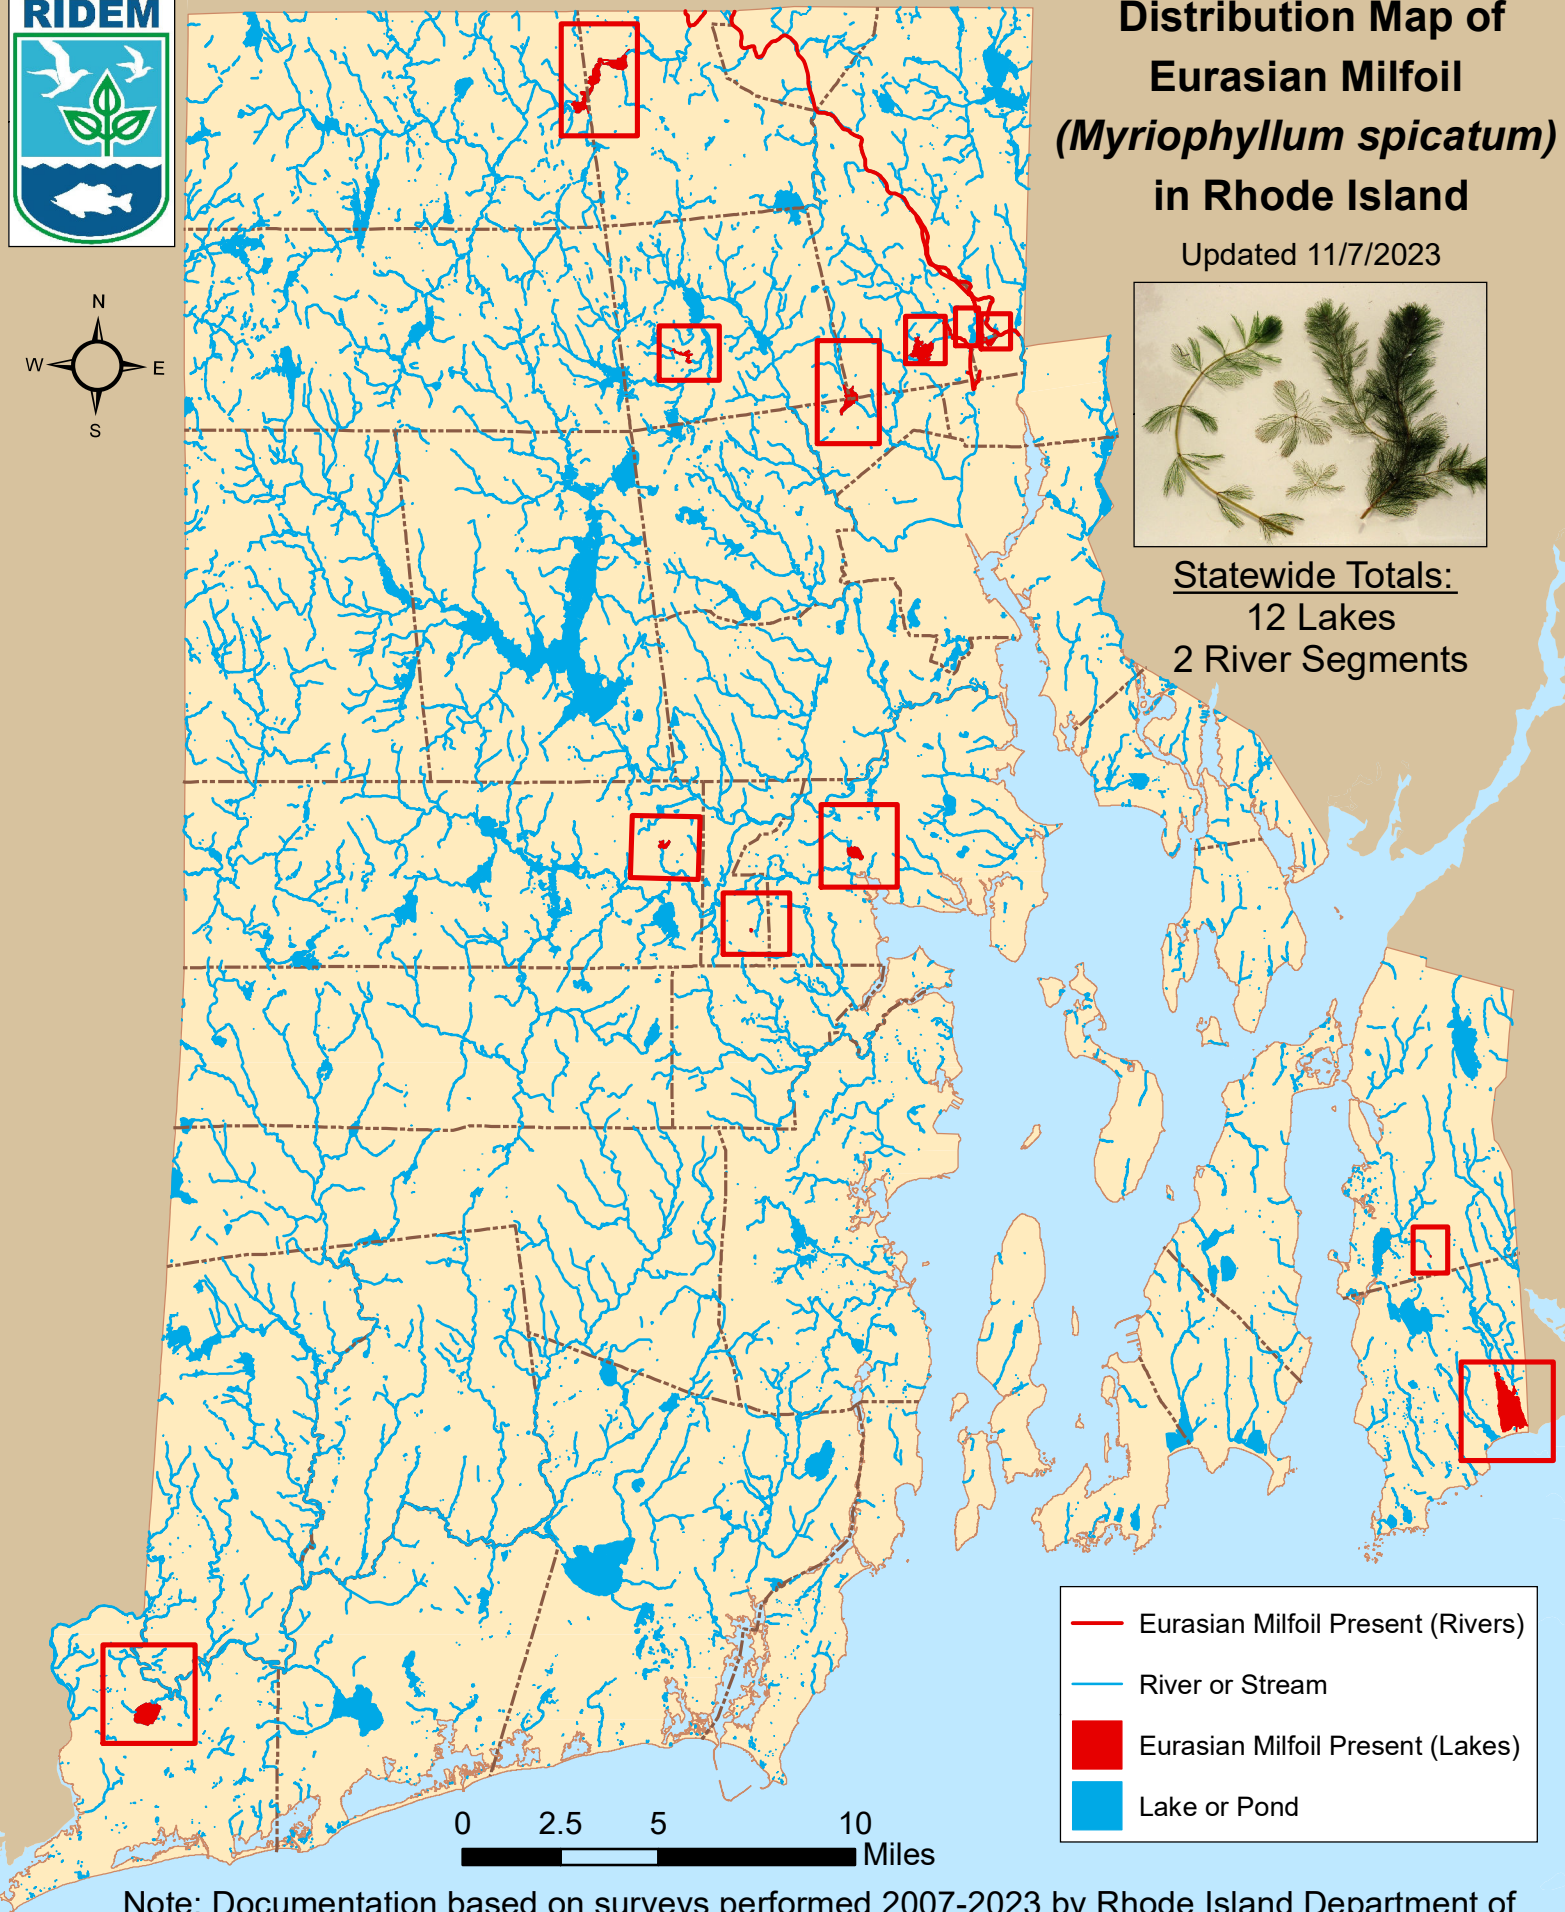 RIDEM
Distribution Map of
Eurasian Milfoil
(Myriophyllum spicatum)
in Rhode Island
Updated 11/7/2023
N
W E
S
Statewide Totals:
12 Lakes
2 River Segments
Eurasian Milfoil Present (Rivers)
River or Stream
Eurasian Milfoil Present (Lakes)
Lake or Pond
0 2.5 5 10
Miles
Note: Documentation based on surveys performed 2007-2023 by Rhode Island Department of